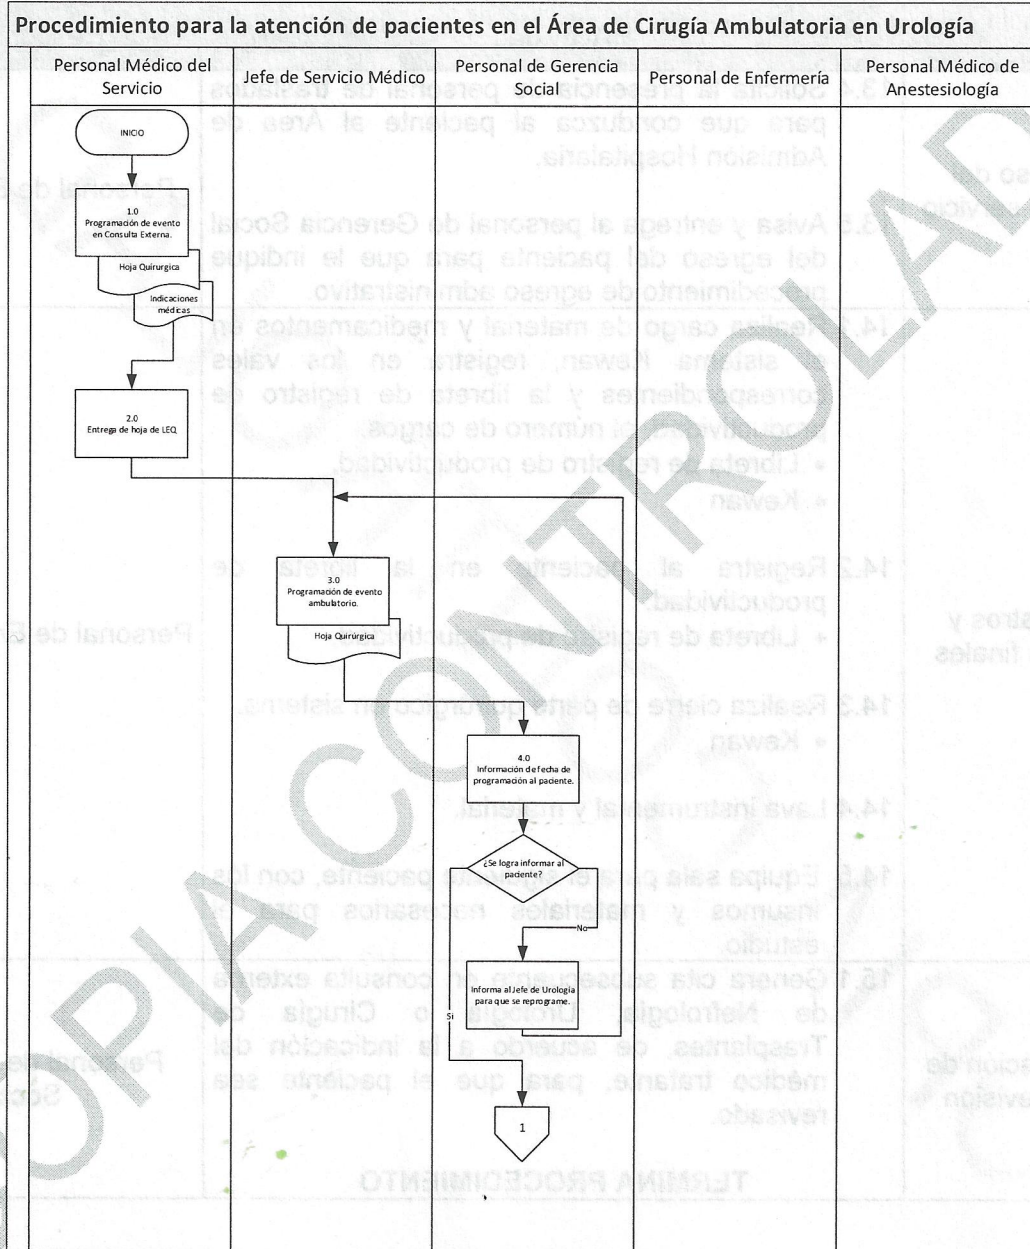 Procedimiento para la atención de pacientes en el Área de Cirugía Ambulatoria en Urología
Personal Médico del
Servicio
Jefe de Servicio Médico
Personal de Gerencia
Social
Personal de Enfermería
Personal Médico de
Anestesiología
INICIO
1.0
Programación de evento
en Consulta Externa.
Hoja Quirurgica
Indicaciones
médicas
2.0
Entrega de hoja de LEQ
3.0
Programación de evento
ambulatorio.
Hoja Quirúrgica
4.0
Información de fecha de
programación al paciente.
¿Se logra informar al
paciente?
No
Informa al Jefe de Urología
para que se reprograme.
Si
1
OPIA CONTROLAD
13.4 Solicita la presencia de personal de traslados
para que conduzca al paciente al Área de
Admisión Hospitalaria.
13.5 Avisa y entrega al personal de Gerencia Social
del egreso del paciente para que le indique
procedimiento de egreso administrativo.
14.1 Realiza cargo de material y medicamentos en
el sistema Kewan, registra en los vales
correspondientes y la libreta de registro de
productividad el número de cargos.
Libreta de registro de productividad.
Kewan
14.2 Registra al paciente en la libreta de
productividad.
Libreta de registro de productividad.
14.3 Realiza cierre de parte quirúrgico en sistema.
Kewan
14.4 Lava instrumental y material.
14.5 Equipa sala para el siguiente paciente, con los
insumos y materiales necesarios para el
estudio.
15.1 Genera cita subsecuente en consulta externa
de Nefrología, Urología o Cirugía de
Trasplantes, de acuerdo a la indicación del
médico tratante, para que el paciente sea
revisado.
TERMINA PROCEDIMIENTO